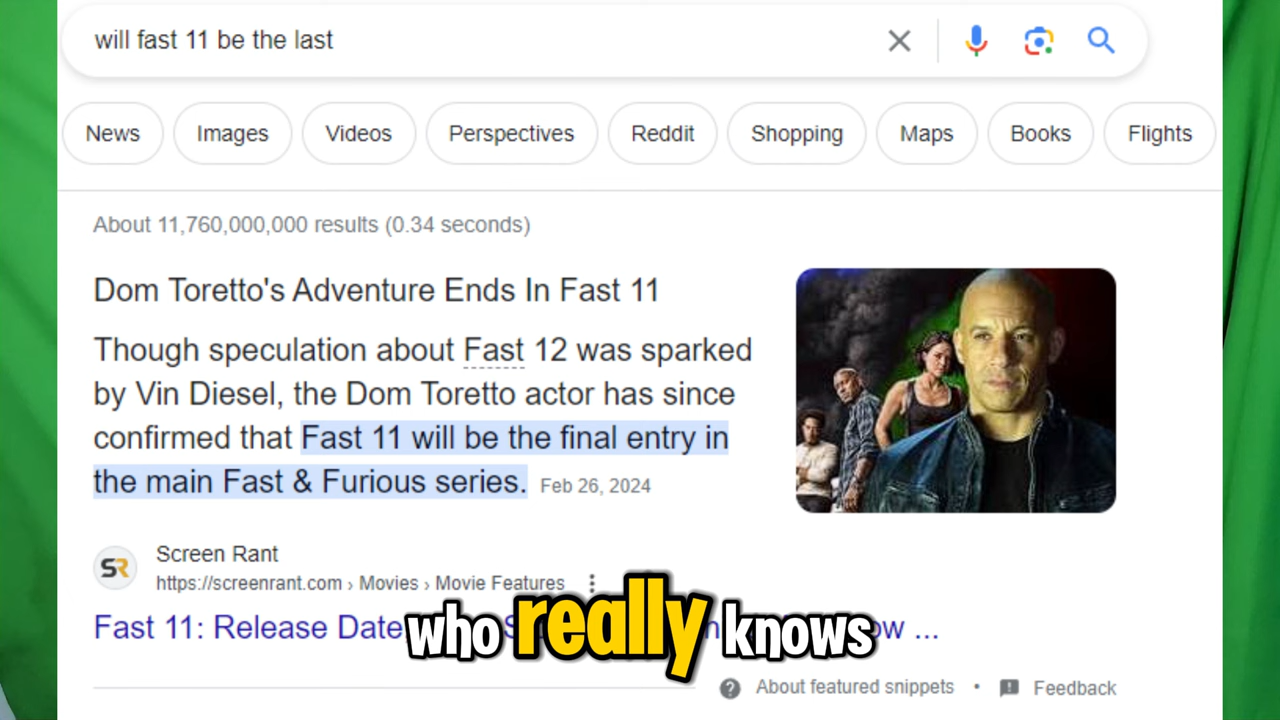 will fast 11 be the last
News Images Videos Perspectives Reddit Shopping Maps Books Flights
About 11,760,000,000 results (0.34 seconds)
Dom Toretto's Adventure Ends In Fast 11
Though speculation about Fast 12 was sparked
by Vin Diesel, the Dom Toretto actor has since
confirmed that Fast 11 will be the final entry in
the main Fast & Furious series. Feb 26, 2024
SR Screen Rant
https://screenrant.com › Movies › Movie Features
Fast 11: Release Date
ow ...
who really knows
About featured snippets • Feedback